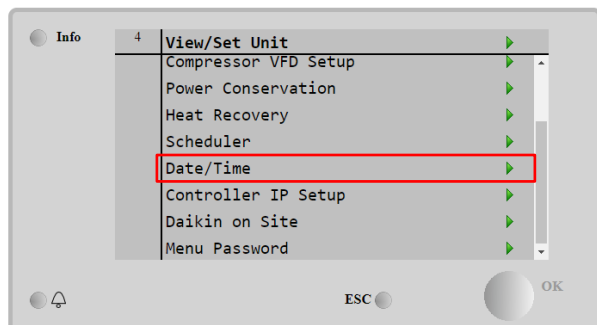 Info
4 View/Set Unit
Compressor VFD Setup
Power Conservation
Heat Recovery
Scheduler
Date/Time
Controller IP Setup
Daikin on Site
Menu Password
ESC
OK